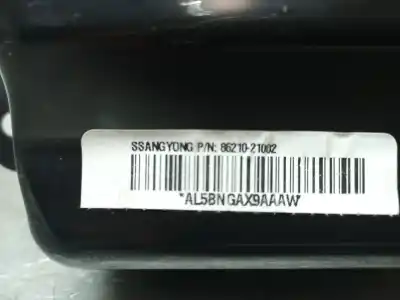 SSANGYONG P/N: 86210-21002
*AL5BNGAX9AAAW*